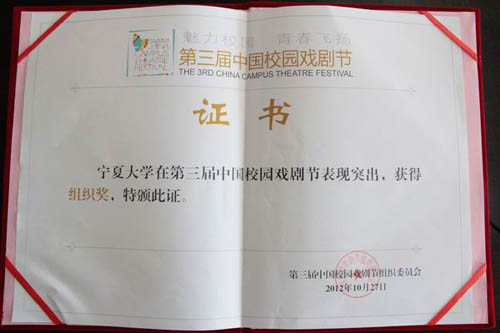 魅力校园 青春飞扬
CHINA
CAMPUS
THEATRE
FESTIVAL
第三届中国校园戏剧节
THE 3RD CHINA CAMPUS THEATRE FESTIVAL
证书
宁夏大学在第三届中国校园戏剧节表现突出，获得
组织奖，特颁此证。
第三届中国校园戏剧节组织委员会
2012年10月27日